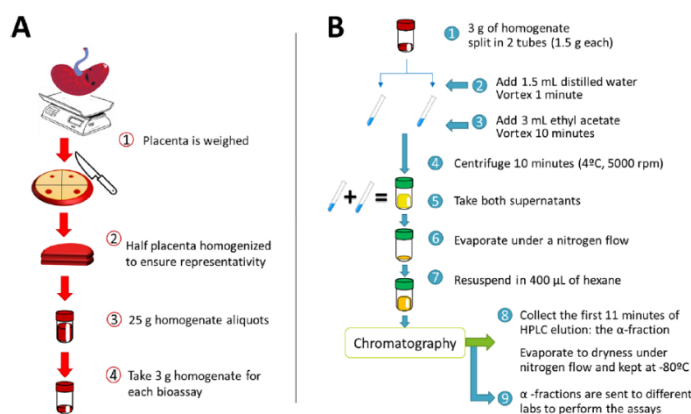 A
① Placenta is weighed
② Half placenta homogenized
to ensure representativity
③ 25 g homogenate aliquots
④ Take 3 g homogenate for
each bioassay
B
① 3 g of homogenate
split in 2 tubes (1.5 g each)
② Add 1.5 mL distilled water
Vortex 1 minute
③ Add 3 mL ethyl acetate
Vortex 10 minutes
④ Centrifuge 10 minutes (4ºC, 5000 rpm)
+ =
⑤ Take both supernatants
⑥ Evaporate under a nitrogen flow
⑦ Resuspend in 400 µL of hexane
Chromatography
⑧ Collect the first 11 minutes of
HPLC elution: the α-fraction
Evaporate to dryness under
nitrogen flow and kept at -80ºC
⑨ α -fractions are sent to different
labs to perform the assays